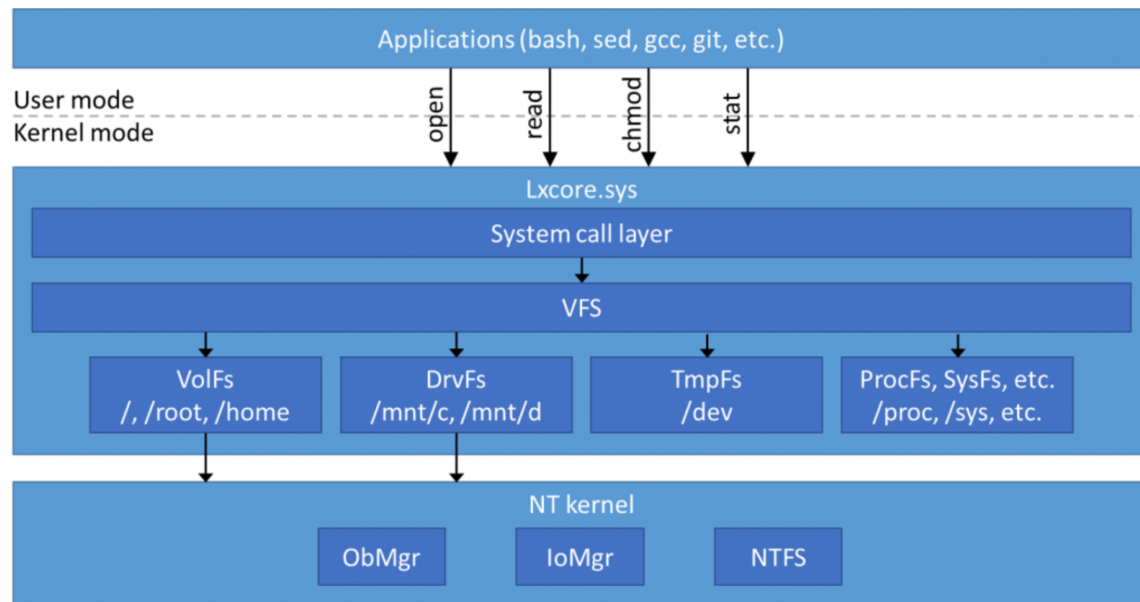 Applications (bash, sed, gcc, git, etc.)
User mode
Kernel mode
open
read
chmod
stat
Lxcore.sys
System call layer
VFS
VolFs
/, /root, /home
DrvFs
/mnt/c, /mnt/d
TmpFs
/dev
ProcFs, SysFs, etc.
/proc, /sys, etc.
NT kernel
ObMgr
IoMgr
NTFS